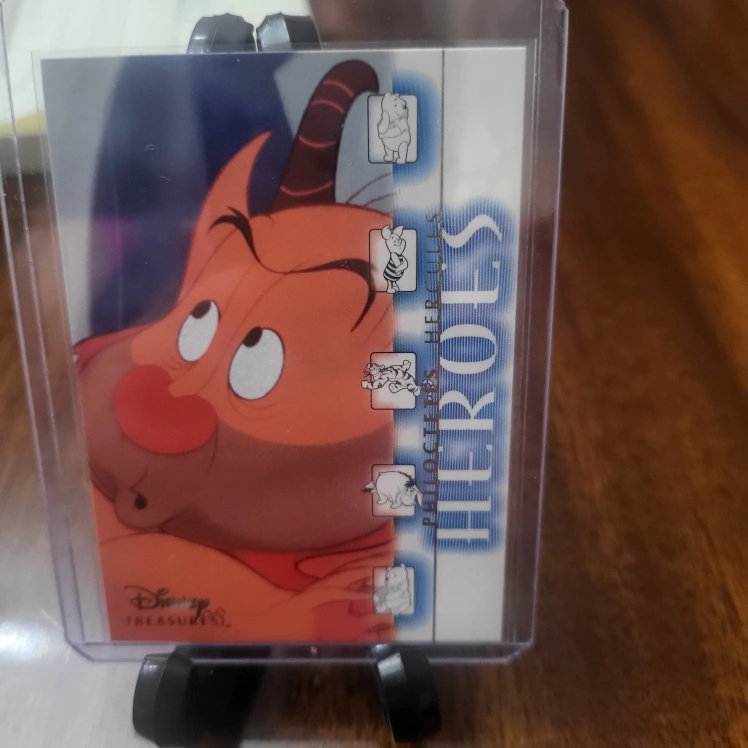 HEROES
PHILOCTETES HERCULES
Disney
TREASURES